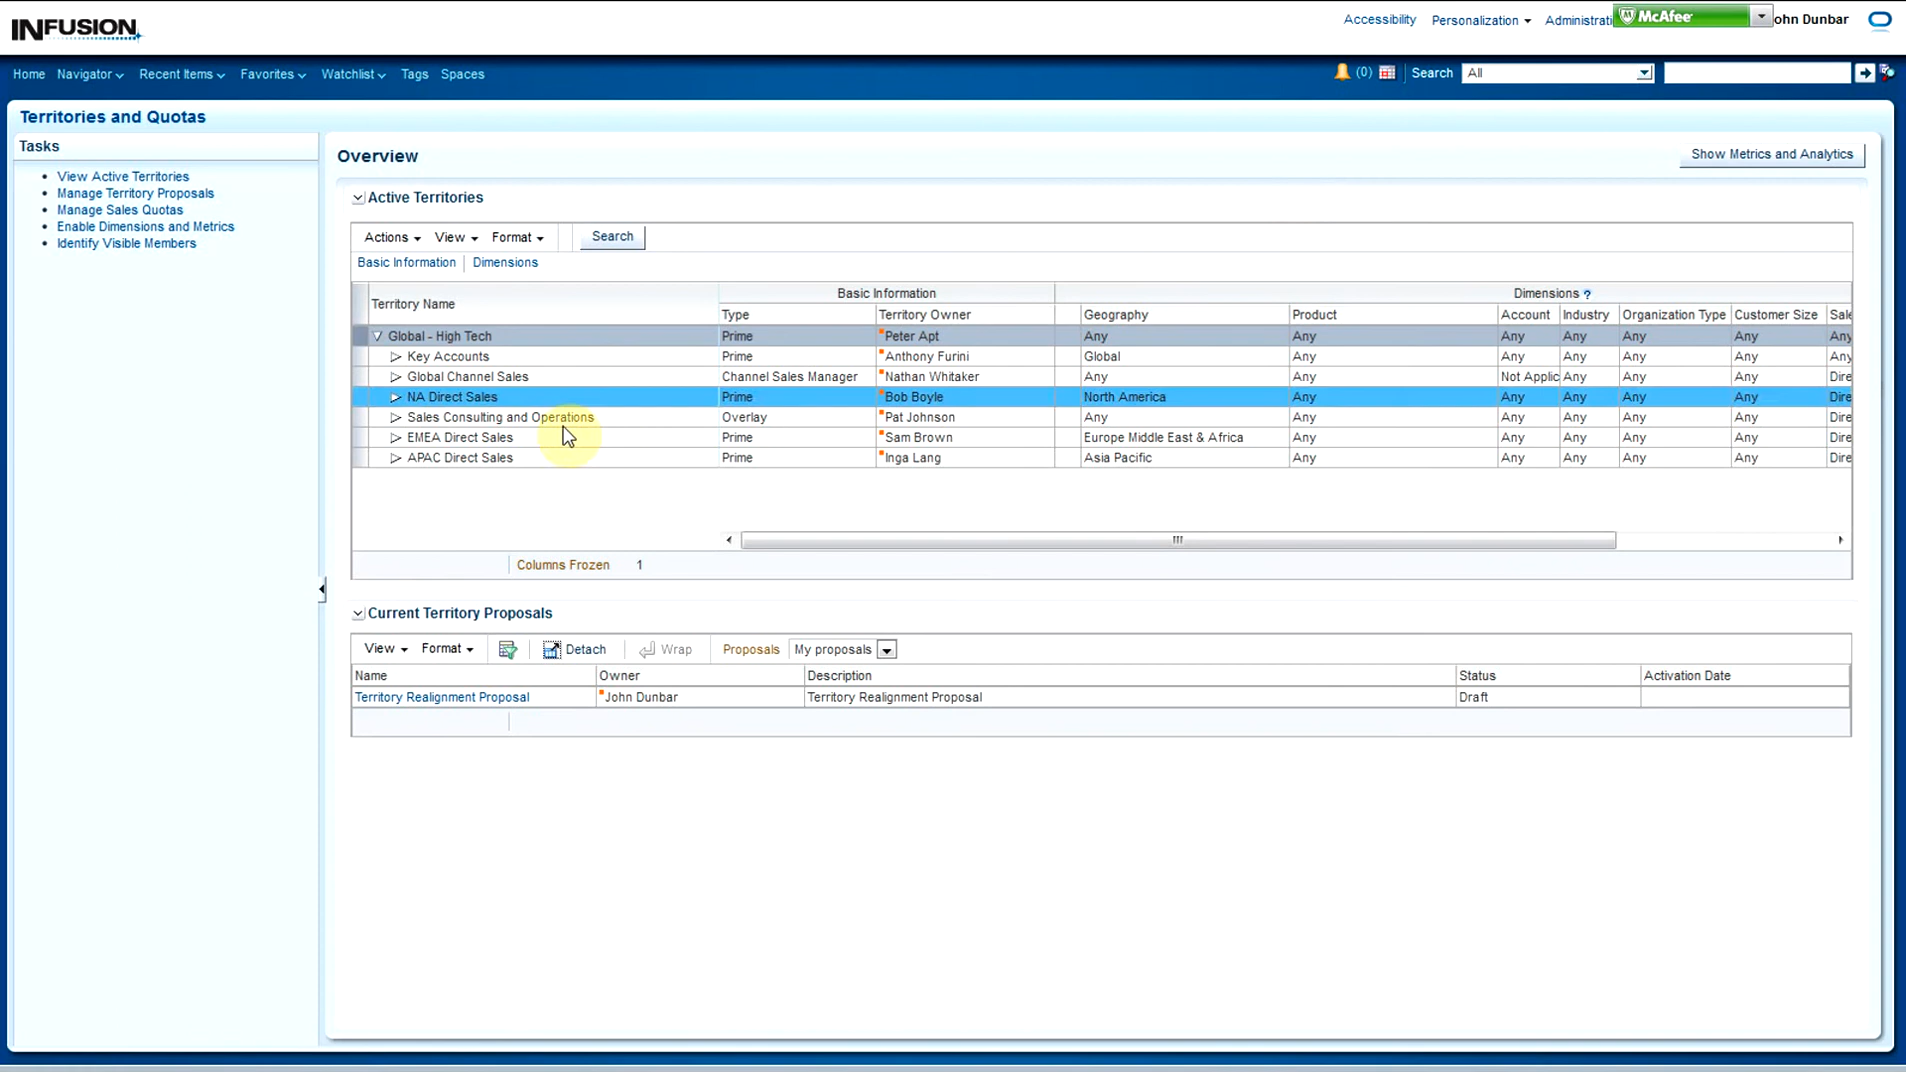 INFUSION
Accessibility Personalization Administrati McAfee ohn Dunbar
Home Navigator Recent Items Favorites Watchlist Tags Spaces (0) Search All
Territories and Quotas
Tasks
View Active Territories
Manage Territory Proposals
Manage Sales Quotas
Enable Dimensions and Metrics
Identify Visible Members
Overview Show Metrics and Analytics
Active Territories
Actions View Format Search
Basic Information Dimensions
Territory Name Basic Information Dimensions ?
Type Territory Owner Geography Product Account Industry Organization Type Customer Size Sale
Global - High Tech Prime Peter Apt Any Any Any Any Any Any Any
Key Accounts Prime Anthony Furini Global Any Any Any Any Any Any
Global Channel Sales Channel Sales Manager Nathan Whitaker Any Any Not Applic Any Any Any Dire
NA Direct Sales Prime Bob Boyle North America Any Any Any Any Any Dire
Sales Consulting and Operations Overlay Pat Johnson Any Any Any Any Any Any Dire
EMEA Direct Sales Prime Sam Brown Europe Middle East & Africa Any Any Any Any Any Dire
APAC Direct Sales Prime Inga Lang Asia Pacific Any Any Any Any Any Dire
Columns Frozen 1
Current Territory Proposals
View Format Detach Wrap Proposals My proposals
Name Owner Description Status Activation Date
Territory Realignment Proposal John Dunbar Territory Realignment Proposal Draft